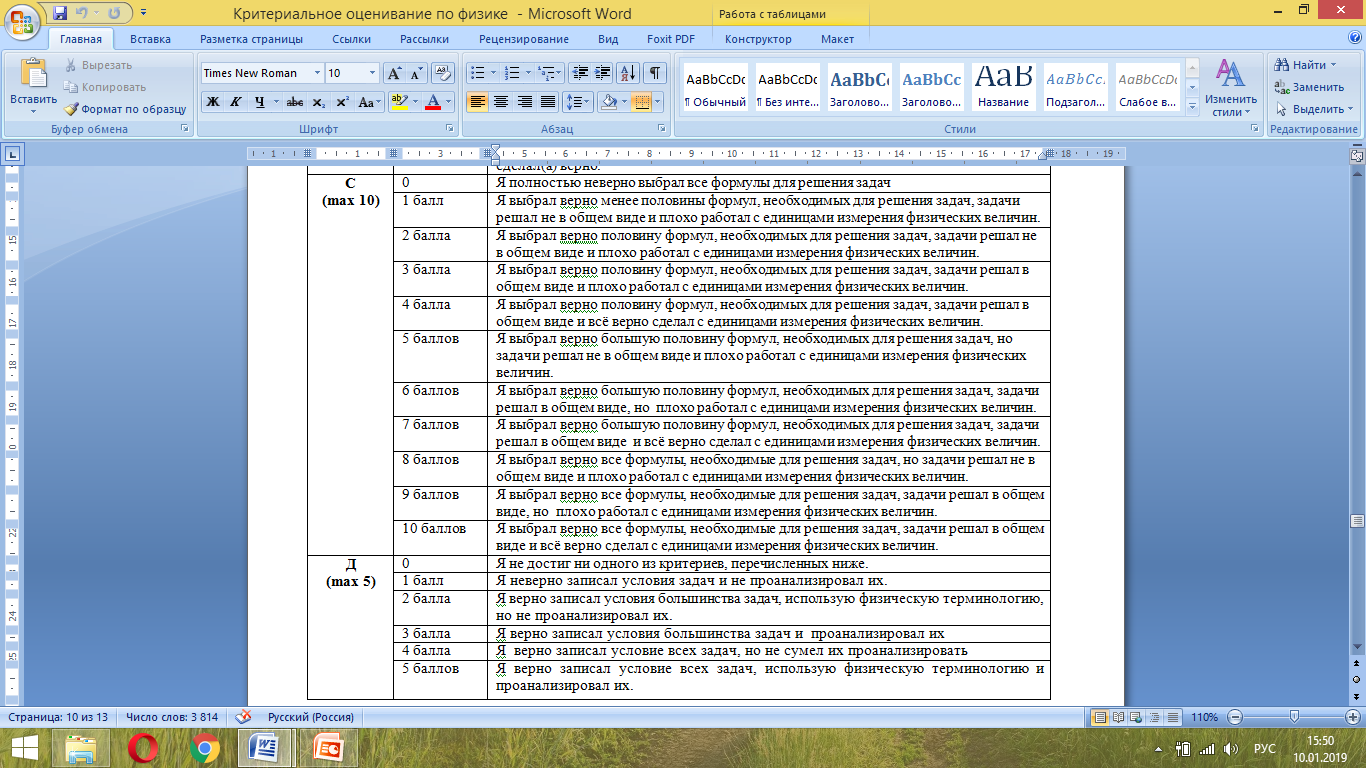 Критериальное оценивание по физике - Microsoft Word
Работа с таблицами
Главная Вставка Разметка страницы Ссылки Рассылки Рецензирование Вид Foxit PDF Конструктор Макет
Вставить
Вырезать
Копировать
Формат по образцу
Буфер обмена
Times New Roman 10
Ж К Ч abc x₂ x² Aa
Шрифт
Абзац
AaBbCcDc AaBbCcDc AaBbCc AaBbCc AaB AaBbCc. AaBbCcDc
¶ Обычный ¶ Без инте... Заголово... Заголово... Название Подзагол... Слабое в...
Стили
Изменить стили
Найти
Заменить
Выделить
Редактирование
сделал(а) верно.
С
(max 10)
0 Я полностью неверно выбрал все формулы для решения задач
1 балл Я выбрал верно менее половины формул, необходимых для решения задач, задачи
решал не в общем виде и плохо работал с единицами измерения физических величин.
2 балла Я выбрал верно половину формул, необходимых для решения задач, задачи решал не
в общем виде и плохо работал с единицами измерения физических величин.
3 балла Я выбрал верно половину формул, необходимых для решения задач, задачи решал в
общем виде и плохо работал с единицами измерения физических величин.
4 балла Я выбрал верно половину формул, необходимых для решения задач, задачи решал в
общем виде и всё верно сделал с единицами измерения физических величин.
5 баллов Я выбрал верно большую половину формул, необходимых для решения задач, но
задачи решал не в общем виде и плохо работал с единицами измерения физических
величин.
6 баллов Я выбрал верно большую половину формул, необходимых для решения задач, задачи
решал в общем виде, но плохо работал с единицами измерения физических величин.
7 баллов Я выбрал верно большую половину формул, необходимых для решения задач, задачи
решал в общем виде и всё верно сделал с единицами измерения физических величин.
8 баллов Я выбрал верно все формулы, необходимые для решения задач, но задачи решал не в
общем виде и плохо работал с единицами измерения физических величин.
9 баллов Я выбрал верно все формулы, необходимые для решения задач, задачи решал в общем
виде, но плохо работал с единицами измерения физических величин.
10 баллов Я выбрал верно все формулы, необходимые для решения задач, задачи решал в общем
виде и всё верно сделал с единицами измерения физических величин.
Д
(max 5)
0 Я не достиг ни одного из критериев, перечисленных ниже.
1 балл Я неверно записал условия задач и не проанализировал их.
2 балла Я верно записал условия большинства задач, использую физическую терминологию,
но не проанализировал их.
3 балла Я верно записал условия большинства задач и проанализировал их
4 балла Я верно записал условие всех задач, но не сумел их проанализировать
5 баллов Я верно записал условие всех задач, использую физическую терминологию и
проанализировал их.
Страница: 10 из 13 Число слов: 3 814 Русский (Россия) 110%
РУС
15:50
10.01.2019